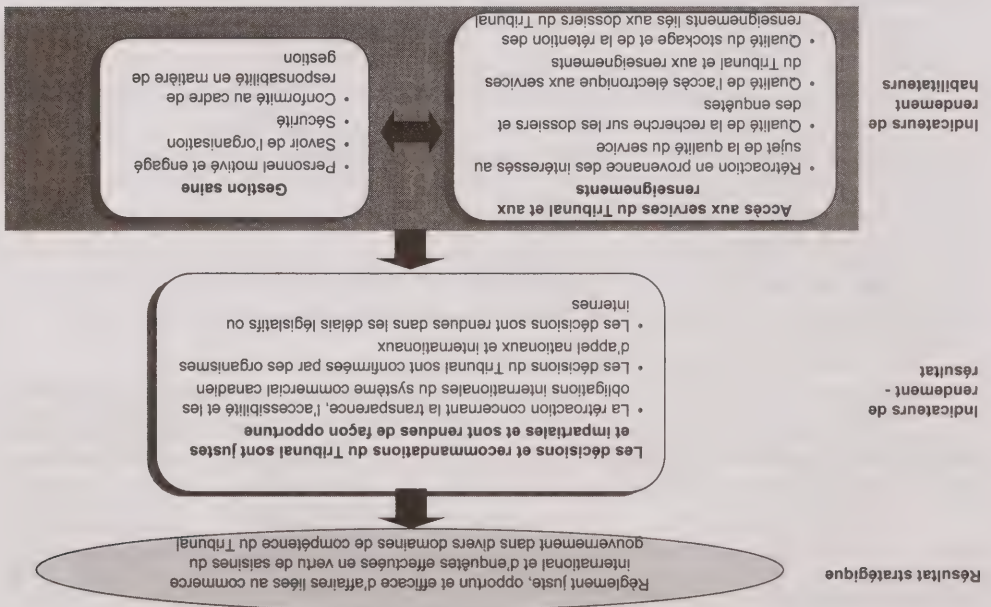 Résultat stratégique
Règlement juste, opportun et efficace d'affaires liées au commerce
international et d'enquêtes effectuées en vertu de saisines du
gouvernement dans divers domaines de compétence du Tribunal
Indicateurs de
rendement -
résultat
Les décisions et recommandations du Tribunal sont justes
et impartiales et sont rendues de façon opportune
• La rétroaction concernant la transparence, l'accessibilité et les
obligations internationales du système commercial canadien
• Les décisions du Tribunal sont confirmées par des organismes
d'appel nationaux et internationaux
• Les décisions sont rendues dans les délais législatifs ou
internes
Indicateurs de
rendement
habilitateurs
Accès aux services du Tribunal et aux
renseignements
• Rétroaction en provenance des intéressés au
sujet de la qualité du service
• Qualité de la recherche sur les dossiers et
des enquêtes
• Qualité de l'accès électronique aux services
du Tribunal et aux renseignements
• Qualité du stockage et de la rétention des
renseignements liés aux dossiers du Tribunal
Gestion saine
• Personnel motivé et engagé
• Savoir de l'organisation
• Sécurité
• Conformité au cadre de
responsabilité en matière de
gestion